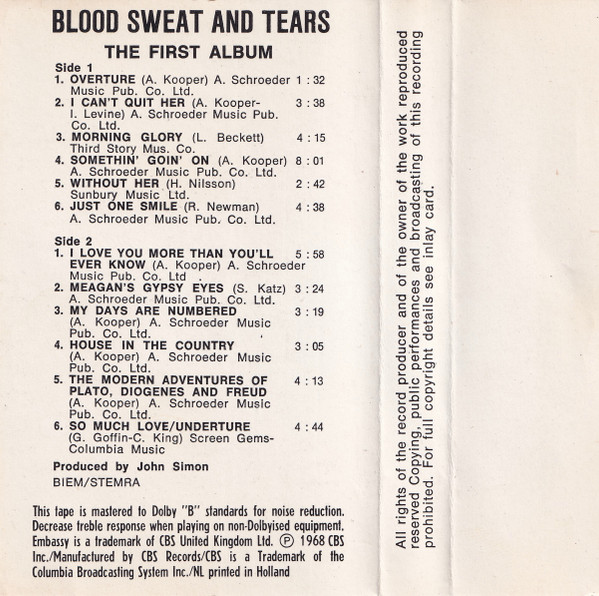 BLOOD SWEAT AND TEARS
THE FIRST ALBUM
Side 1
1. OVERTURE (A. Kooper) A. Schroeder 1 : 32
Music Pub. Co. Ltd.
2. I CAN'T QUIT HER (A. Kooper- 3 : 38
I. Levine) A. Schroeder Music Pub.
Co. Ltd.
3. MORNING GLORY (L. Beckett) 4 : 15
Third Story Mus. Co.
4. SOMETHIN' GOIN' ON (A. Kooper) 8 : 01
A. Schroeder Music Pub. Co. Ltd.
5. WITHOUT HER (H. Nilsson) 2 : 42
Sunbury Music Ltd.
6. JUST ONE SMILE (R. Newman) 4 : 38
A. Schroeder Music Pub. Co. Ltd.
Side 2
1. I LOVE YOU MORE THAN YOU'LL 5 : 58
EVER KNOW (A. Kooper) A. Schroeder
Music Pub. Co. Ltd .
2. MEAGAN'S GYPSY EYES (S. Katz) 3 : 24
A. Schroeder Music Pub. Co. Ltd.
3. MY DAYS ARE NUMBERED 3 : 19
(A. Kooper) A. Schroeder Music
Pub. Co. Ltd.
4. HOUSE IN THE COUNTRY 3 : 05
(A. Kooper) A. Schroeder Music
Pub. Co. Ltd.
5. THE MODERN ADVENTURES OF 4 : 13
PLATO, DIOGENES AND FREUD
(A. Kooper) A. Schroeder Music
Pub. Co. Ltd.
6. SO MUCH LOVE/UNDERTURE 4 : 44
(G. Goffin-C. King) Screen Gems-
Columbia Music
Produced by John Simon
BIEM/STEMRA
This tape is mastered to Dolby "B" standards for noise reduction.
Decrease treble response when playing on non-Dolbyised equipment.
Embassy is a trademark of CBS United Kingdom Ltd. Ⓟ 1968 CBS
Inc./Manufactured by CBS Records/CBS is a Trademark of the
Columbia Broadcasting System Inc./NL printed in Holland
All rights of the record producer and of the owner of the work reproduced
reserved Copying, public performances and broadcasting of this recording
prohibited. For full copyright details see inlay card.